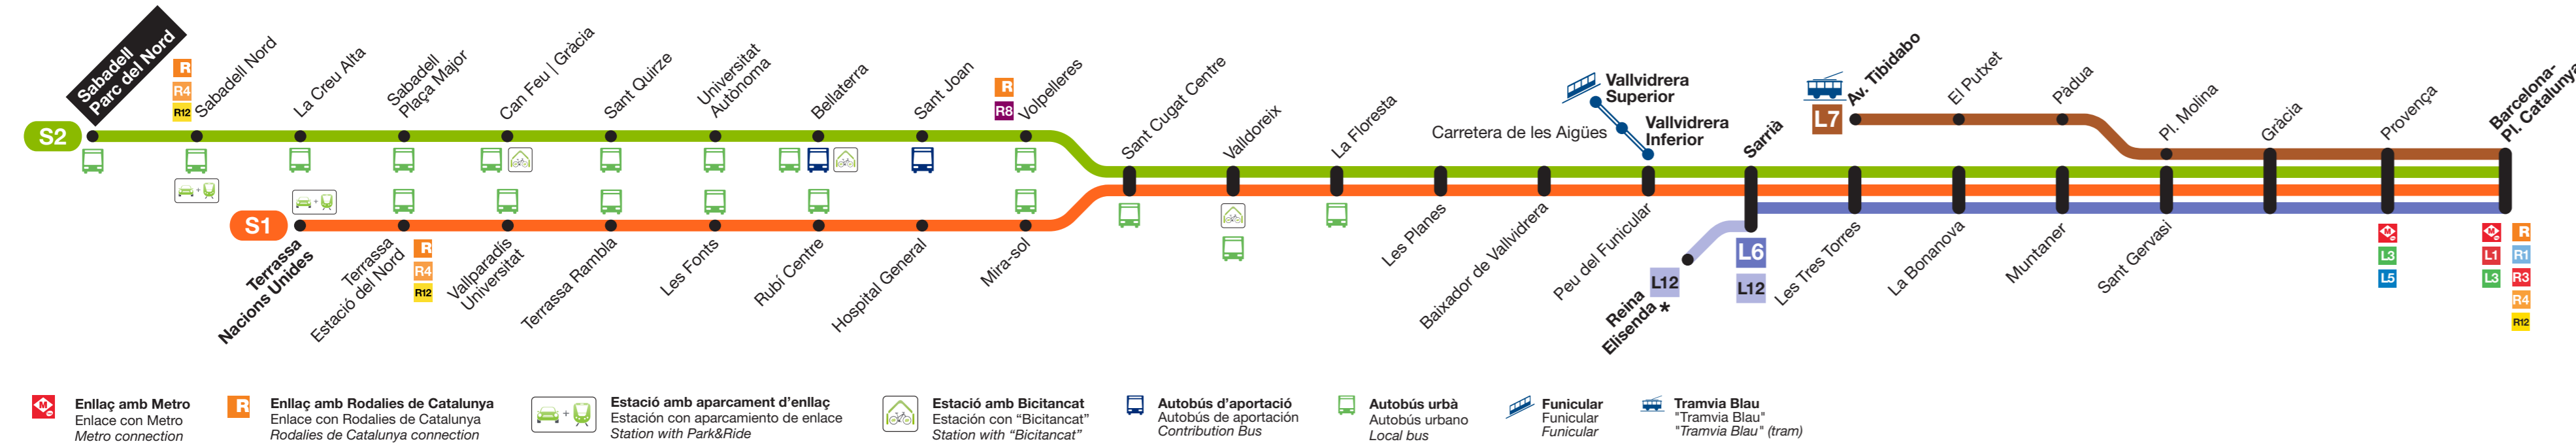 S2
Sabadell
Parc del Nord
R
R4
R12
Sabadell Nord
La Creu Alta
Sabadell
Plaça Major
Can Feu | Gràcia
Sant Quirze
Universitat
Autònoma
Bellaterra
Sant Joan
R
R8
Volpelleres
Sant Cugat Centre
Valldoreix
La Floresta
Carretera de les Aigües
Vallvidrera
Superior
Vallvidrera
Inferior
Sarrià
L7
Av. Tibidabo
El Putxet
Pàdua
Pl. Molina
Gràcia
Provença
Barcelona-
Pl. Catalunya
S1
Terrassa
Nacions Unides
Terrassa
Estació del Nord
R
R4
R12
Vallparadís
Universitat
Terrassa Rambla
Les Fonts
Rubí Centre
Hospital General
Mira-sol
Les Planes
Baixador de Vallvidrera
Peu del Funicular
Reina
Elisenda *
L12
L6
L12
Les Tres Torres
La Bonanova
Muntaner
Sant Gervasi
M
L3
L5
M
L1
L3
R
R1
R3
R4
R12
M
Enllaç amb Metro
Enlace con Metro
Metro connection
R
Enllaç amb Rodalies de Catalunya
Enlace con Rodalies de Catalunya
Rodalies de Catalunya connection
+
Estació amb aparcament d'enllaç
Estación con aparcamiento de enlace
Station with Park&Ride
Estació amb Bicitancat
Estación con “Bicitancat”
Station with “Bicitancat”
Autobús d'aportació
Autobús de aportación
Contribution Bus
Autobús urbà
Autobús urbano
Local bus
Funicular
Funicular
Funicular
Tramvia Blau
"Tramvia Blau"
"Tramvia Blau" (tram)